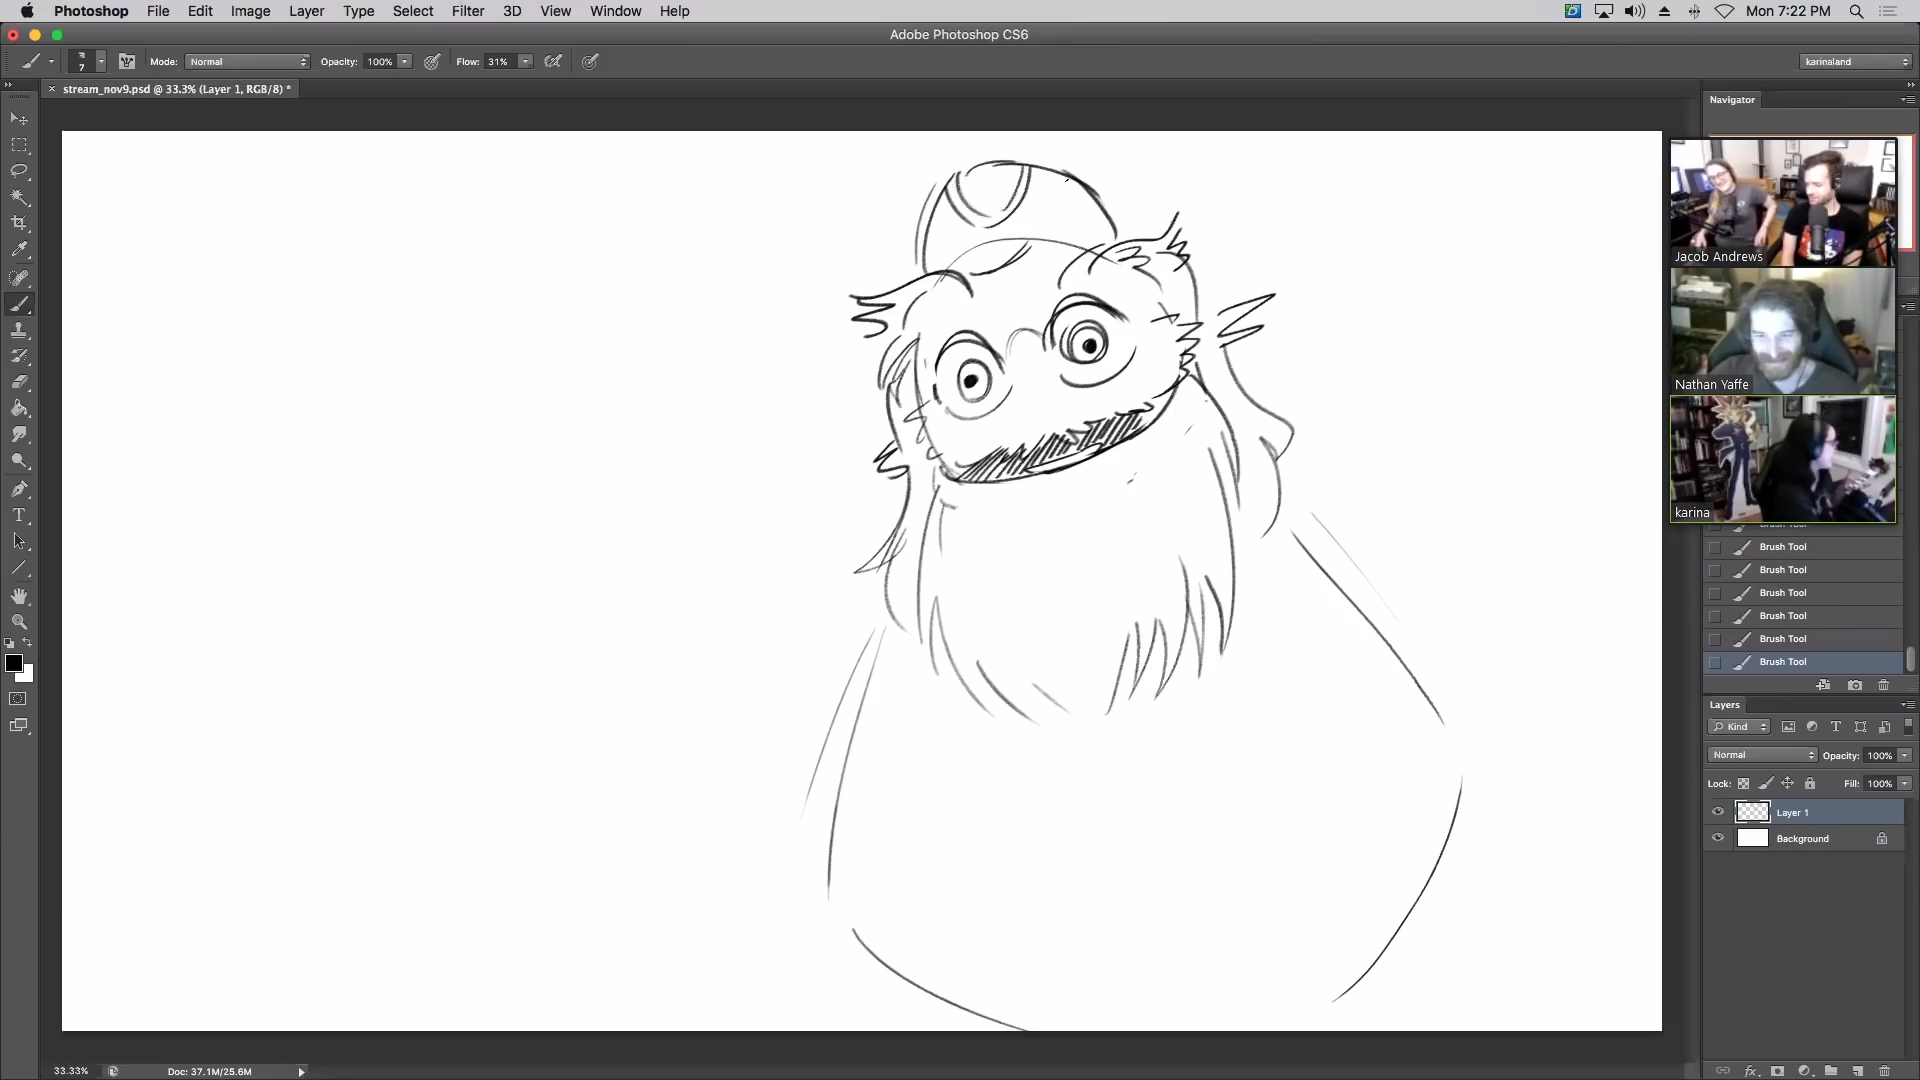 Photoshop File Edit Image Layer Type Select Filter 3D View Window Help Mon 7:22 PM
Adobe Photoshop CS6
7 Mode: Normal Opacity: 100% Flow: 31% karinaland
× stream_nov9.psd @ 33.3% (Layer 1, RGB/8) *
Navigator
Jacob Andrews
Nathan Yaffe
karina
Brush Tool
Brush Tool
Brush Tool
Brush Tool
Brush Tool
Brush Tool
Brush Tool
Layers
Kind
Normal Opacity: 100%
Lock: Fill: 100%
Layer 1
Background
33.33% Doc: 37.1M/25.6M